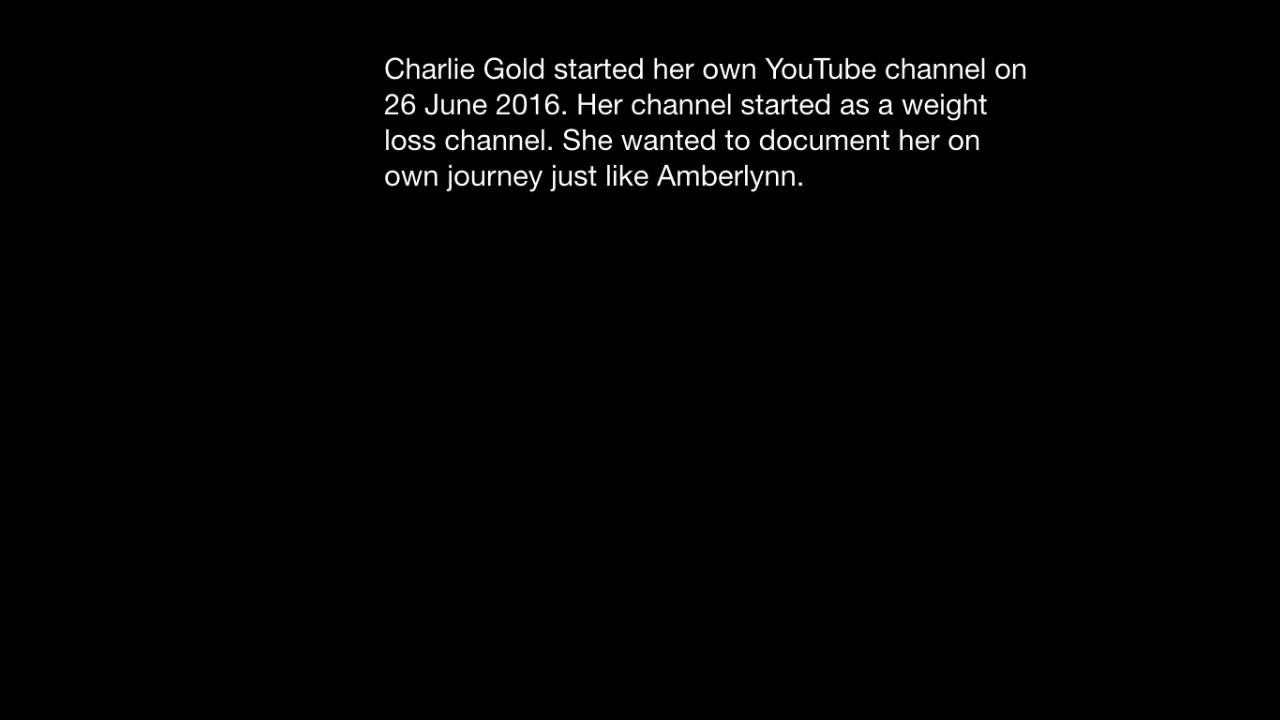 Charlie Gold started her own YouTube channel on
26 June 2016. Her channel started as a weight
loss channel. She wanted to document her on
own journey just like Amberlynn.